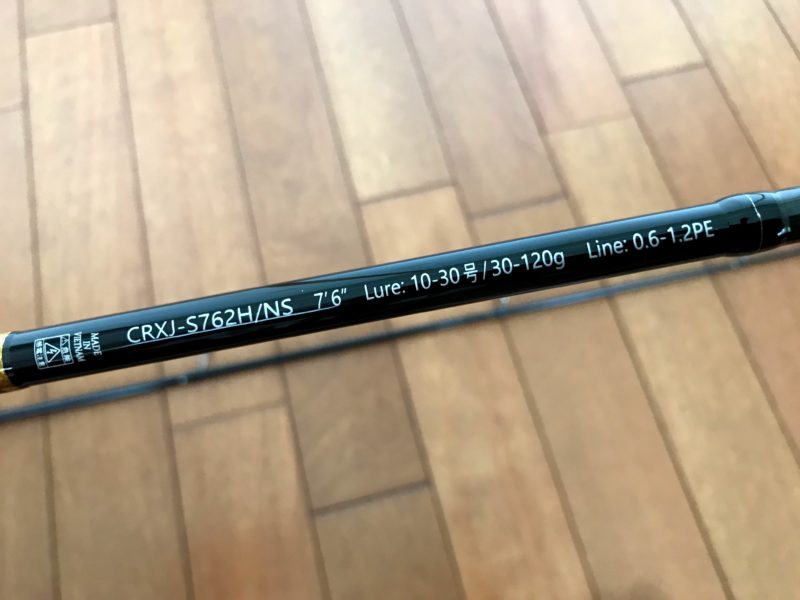 CRXJ-S762H/NS 7'6" Lure: 10-30号/30-120g Line: 0.6-1.2PE
MADE
IN
VIETNAM